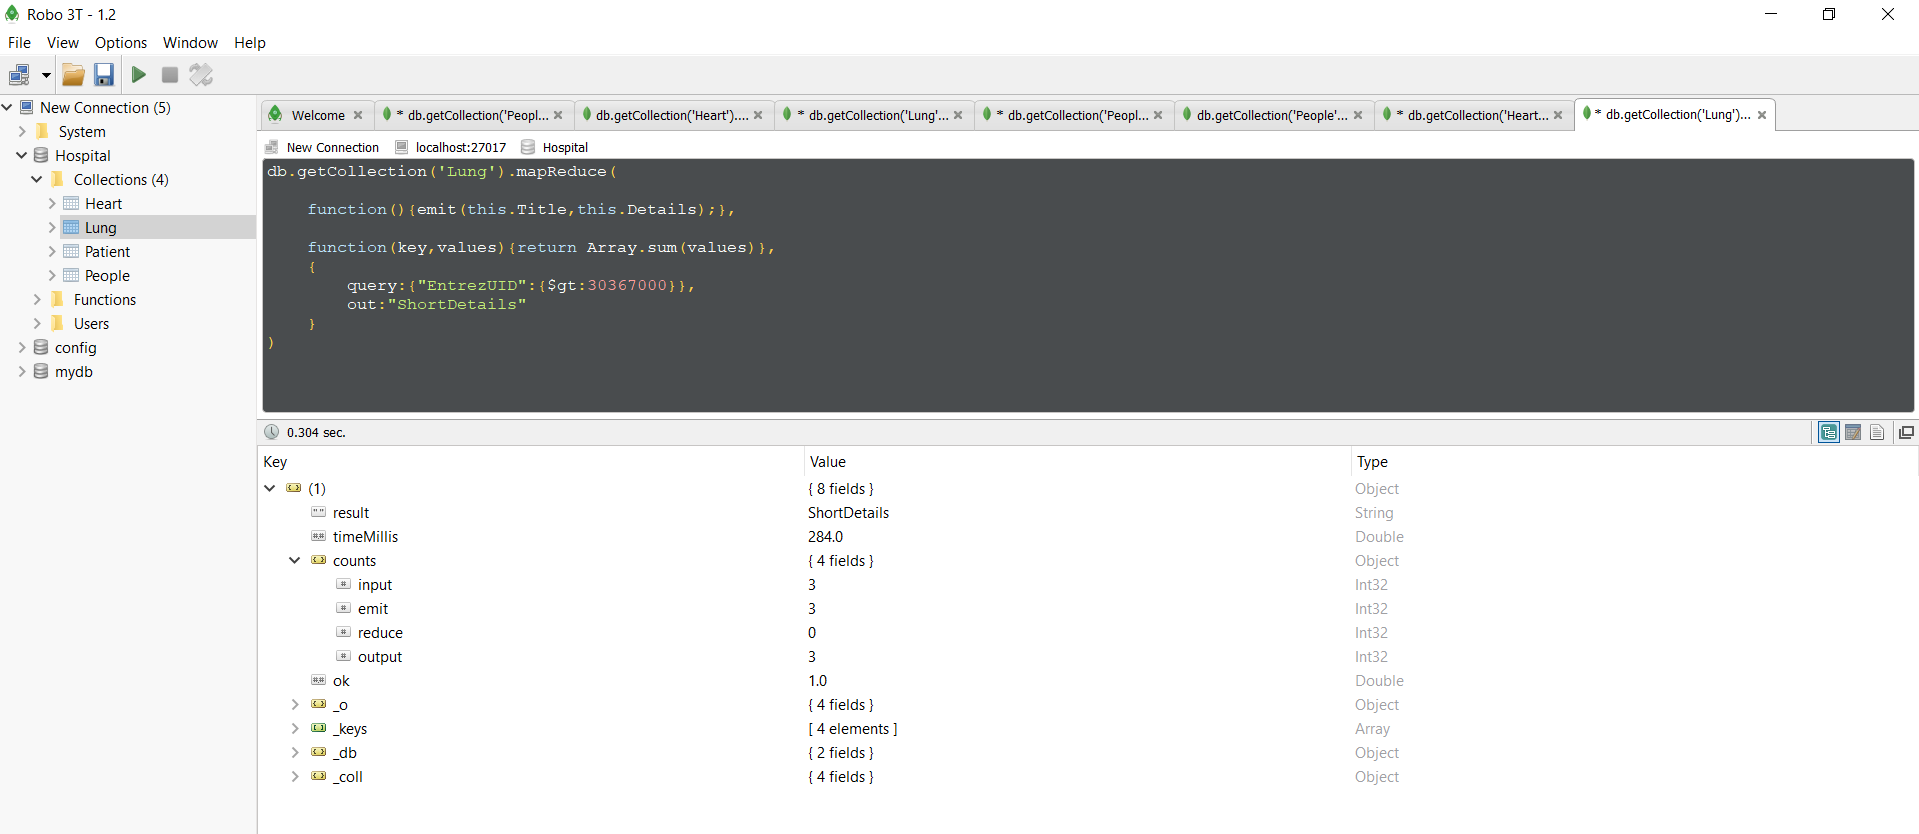 Robo 3T - 1.2
File View Options Window Help
New Connection (5)
System
Hospital
Collections (4)
Heart
Lung
Patient
People
Functions
Users
config
mydb
Welcome * db.getCollection('Peopl... db.getCollection('Heart').... * db.getCollection('Lung'... * db.getCollection('Peopl... db.getCollection('People'... * db.getCollection('Heart... * db.getCollection('Lung')...
New Connection localhost:27017 Hospital
db.getCollection('Lung').mapReduce(
function(){emit(this.Title,this.Details);},
function(key,values){return Array.sum(values)},
{
query:{"EntrezUID":{$gt:30367000}},
out:"ShortDetails"
}
)
0.304 sec.
Key Value Type
(1) { 8 fields } Object
result ShortDetails String
timeMillis 284.0 Double
counts { 4 fields } Object
input 3 Int32
emit 3 Int32
reduce 0 Int32
output 3 Int32
ok 1.0 Double
_o { 4 fields } Object
_keys [ 4 elements ] Array
_db { 2 fields } Object
_coll { 4 fields } Object